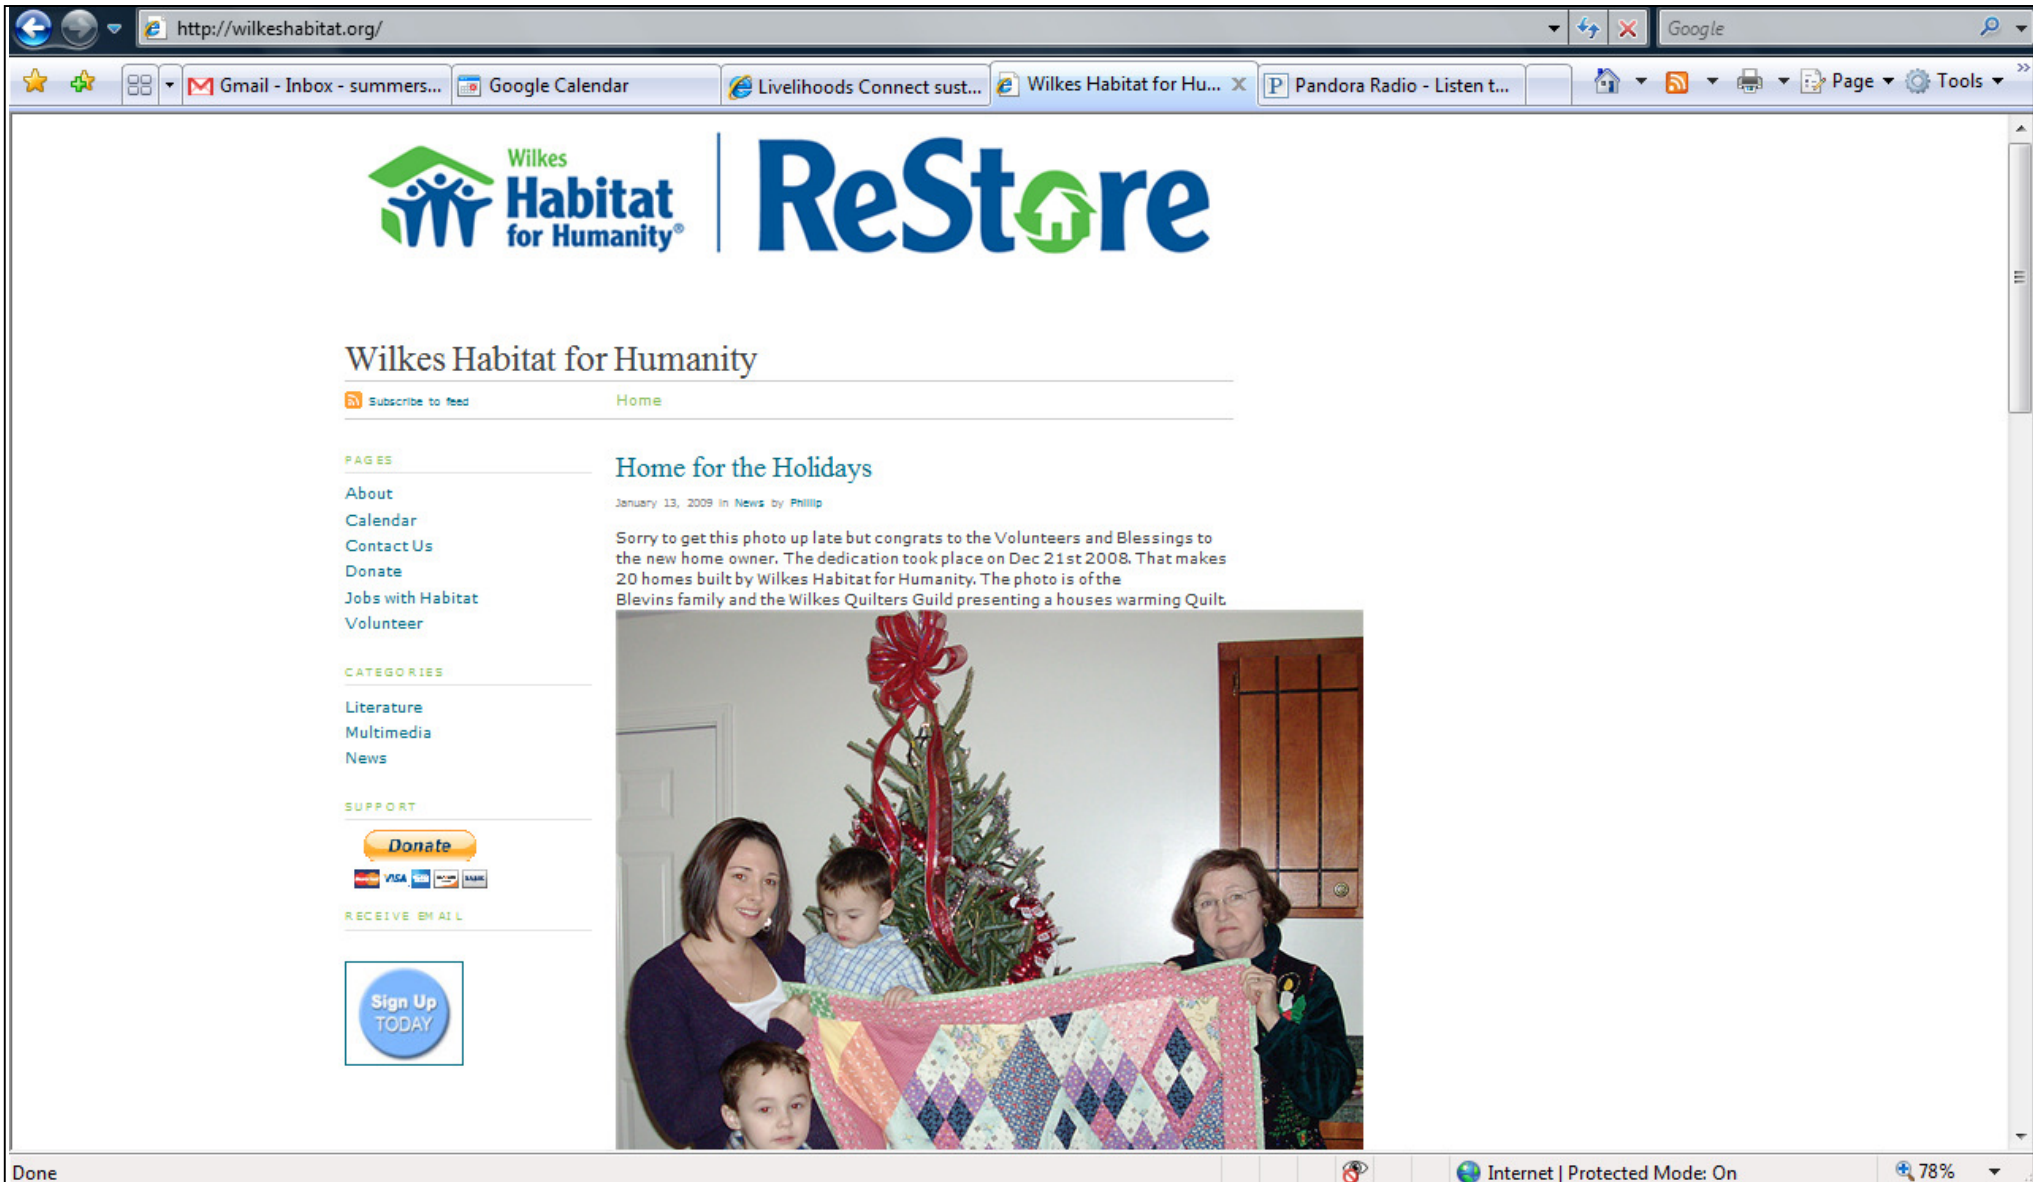 http://wilkeshabitat.org/
Google
Gmail - Inbox - summers...
Google Calendar
Livelihoods Connect sust...
Wilkes Habitat for Hu...
Pandora Radio - Listen t...
Page
Tools
Wilkes
Habitat
for Humanity®
ReStore
Wilkes Habitat for Humanity
Subscribe to feed
Home
PAGES
About
Calendar
Contact Us
Donate
Jobs with Habitat
Volunteer
CATEGORIES
Literature
Multimedia
News
SUPPORT
Donate
VISA
RECEIVE EMAIL
Sign Up
TODAY
Home for the Holidays
January 13, 2009 in News by Phillip
Sorry to get this photo up late but congrats to the Volunteers and Blessings to
the new home owner. The dedication took place on Dec 21st 2008. That makes
20 homes built by Wilkes Habitat for Humanity. The photo is of the
Blevins family and the Wilkes Quilters Guild presenting a houses warming Quilt.
Done
Internet | Protected Mode: On
78%